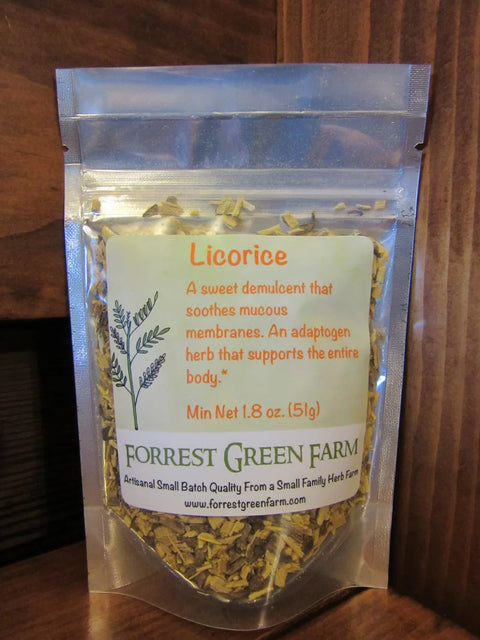 Licorice
A sweet demulcent that
soothes mucous
membranes. An adaptogen
herb that supports the entire
body.*
Min Net 1.8 oz. (51g)
FORREST GREEN FARM
Artisanal Small Batch Quality From a Small Family Herb Farm
www.forrestgreenfarm.com